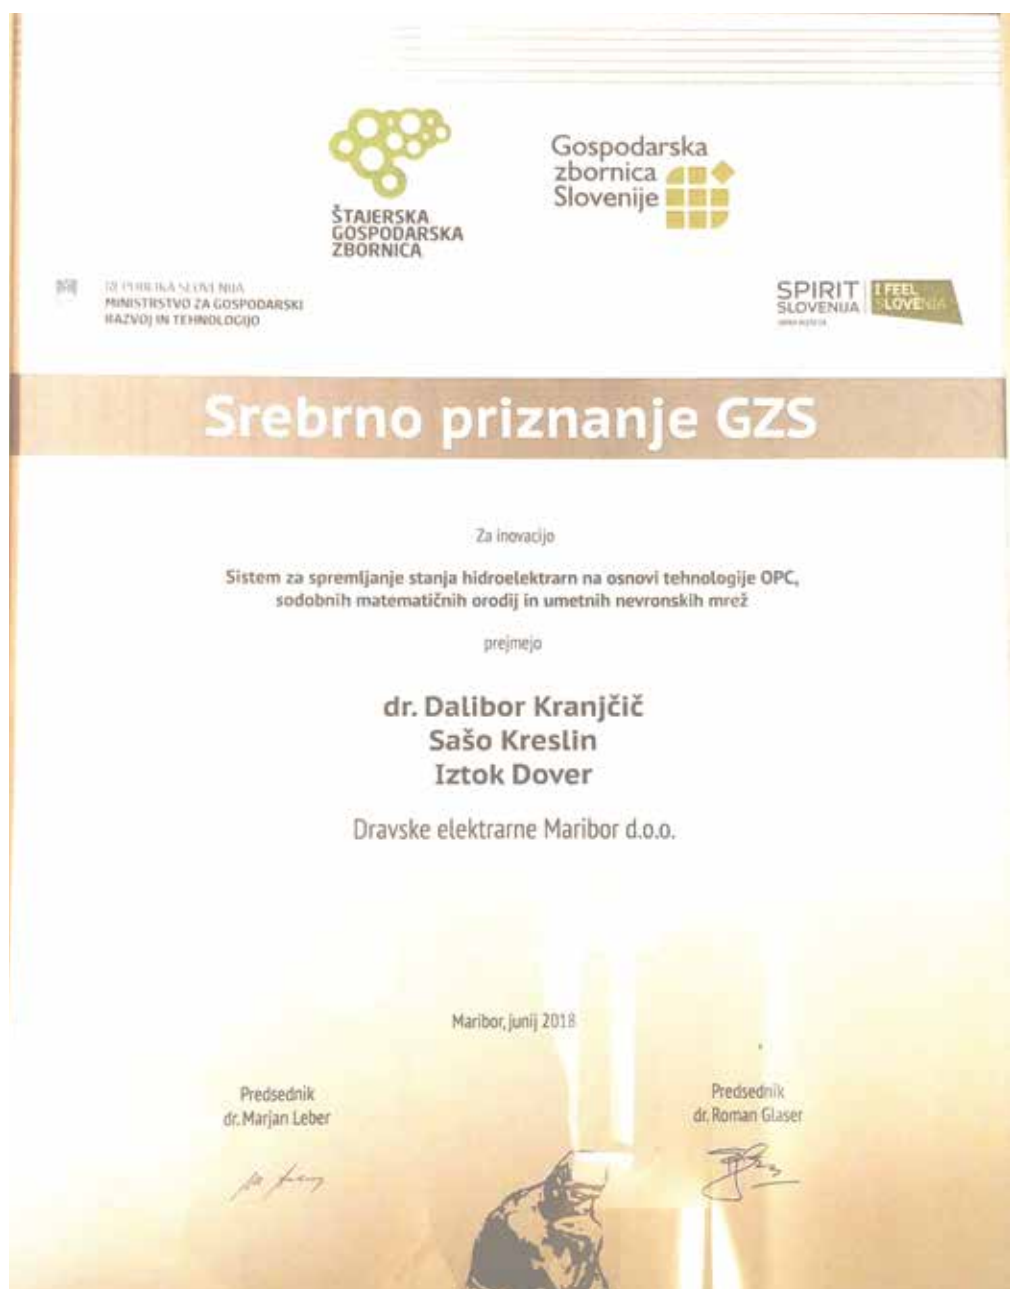 ŠTAJERSKA
GOSPODARSKA
ZBORNICA
Gospodarska
zbornica
Slovenije
REPUBLIKA SLOVENIJA
MINISTRSTVO ZA GOSPODARSKI
RAZVOJ IN TEHNOLOGIJO
SPIRIT
SLOVENIJA
I FEEL
SLOVENIA
Srebrno priznanje GZS
Za inovacijo
Sistem za spremljanje stanja hidroelektrarn na osnovi tehnologije OPC,
sodobnih matematičnih orodij in umetnih nevronskih mrež
prejmejo
dr. Dalibor Kranjčič
Sašo Kreslin
Iztok Dover
Dravske elektrarne Maribor d.o.o.
Maribor, junij 2018
Predsednik
dr. Marjan Leber
Predsednik
dr. Roman Glaser